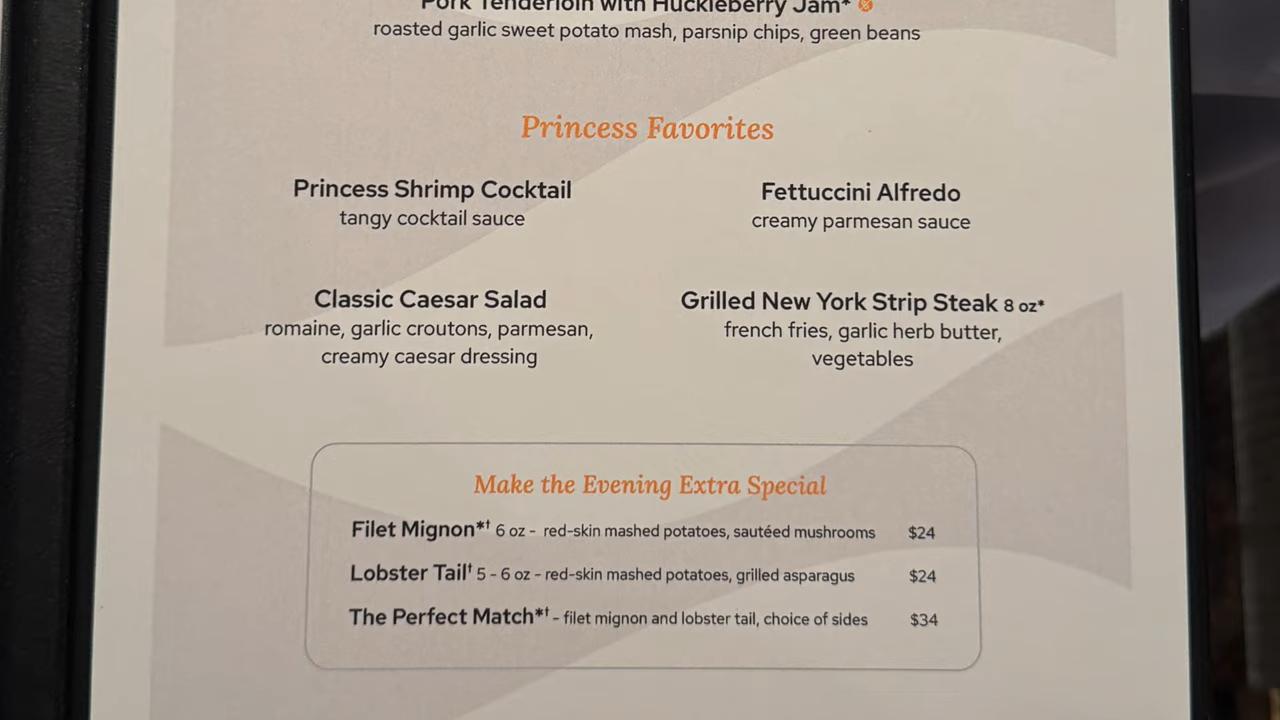 Pork Tenderloin with Huckleberry Jam*
roasted garlic sweet potato mash, parsnip chips, green beans
Princess Favorites
Princess Shrimp Cocktail
tangy cocktail sauce
Fettuccini Alfredo
creamy parmesan sauce
Classic Caesar Salad
romaine, garlic croutons, parmesan,
creamy caesar dressing
Grilled New York Strip Steak 8 oz*
french fries, garlic herb butter,
vegetables
Make the Evening Extra Special
Filet Mignon*† 6 oz - red-skin mashed potatoes, sautéed mushrooms $24
Lobster Tail† 5 - 6 oz - red-skin mashed potatoes, grilled asparagus $24
The Perfect Match*† - filet mignon and lobster tail, choice of sides $34